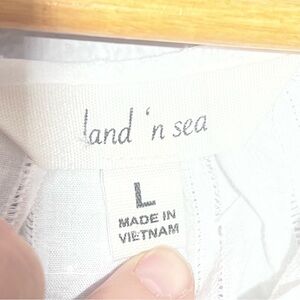 land 'n sea
L
MADE IN
VIETNAM